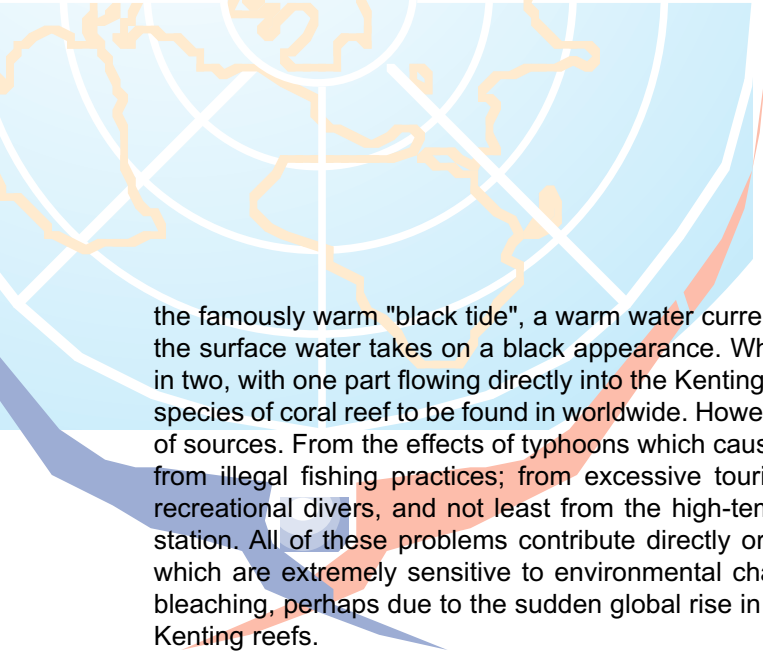 the famously warm "black tide", a warm water curre
the surface water takes on a black appearance. Wh
in two, with one part flowing directly into the Kenting
species of coral reef to be found in worldwide. Howe
of sources. From the effects of typhoons which caus
from illegal fishing practices; from excessive touri
recreational divers, and not least from the high-ten
station. All of these problems contribute directly or
which are extremely sensitive to environmental cha
bleaching, perhaps due to the sudden global rise in
Kenting reefs.